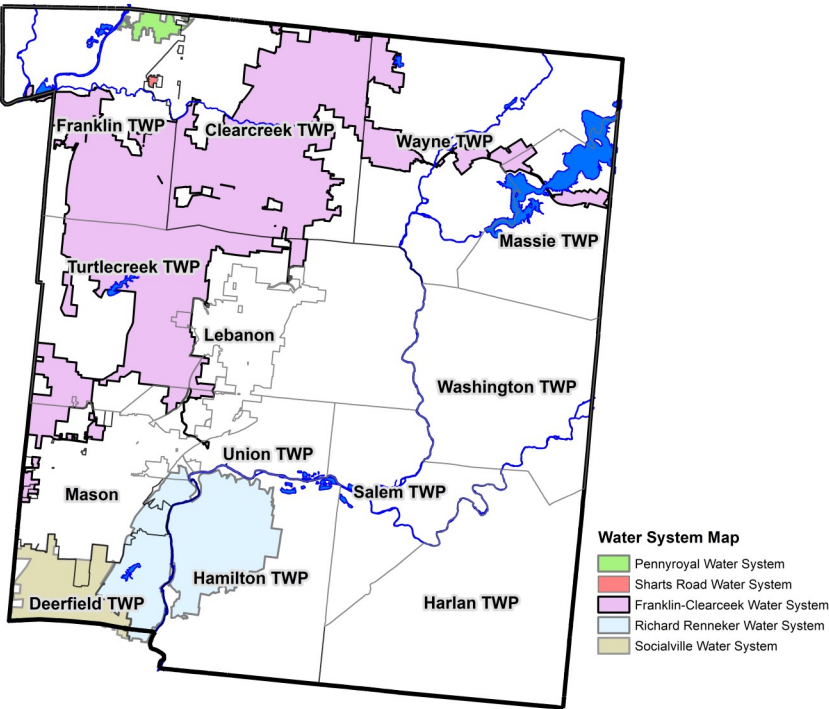 Franklin TWP
Clearcreek TWP
Wayne TWP
Massie TWP
Turtlecreek TWP
Lebanon
Washington TWP
Union TWP
Mason
Salem TWP
Hamilton TWP
Deerfield TWP
Harlan TWP
Water System Map
Pennyroyal Water System
Sharts Road Water System
Franklin-Clearceek Water System
Richard Renneker Water System
Socialville Water System